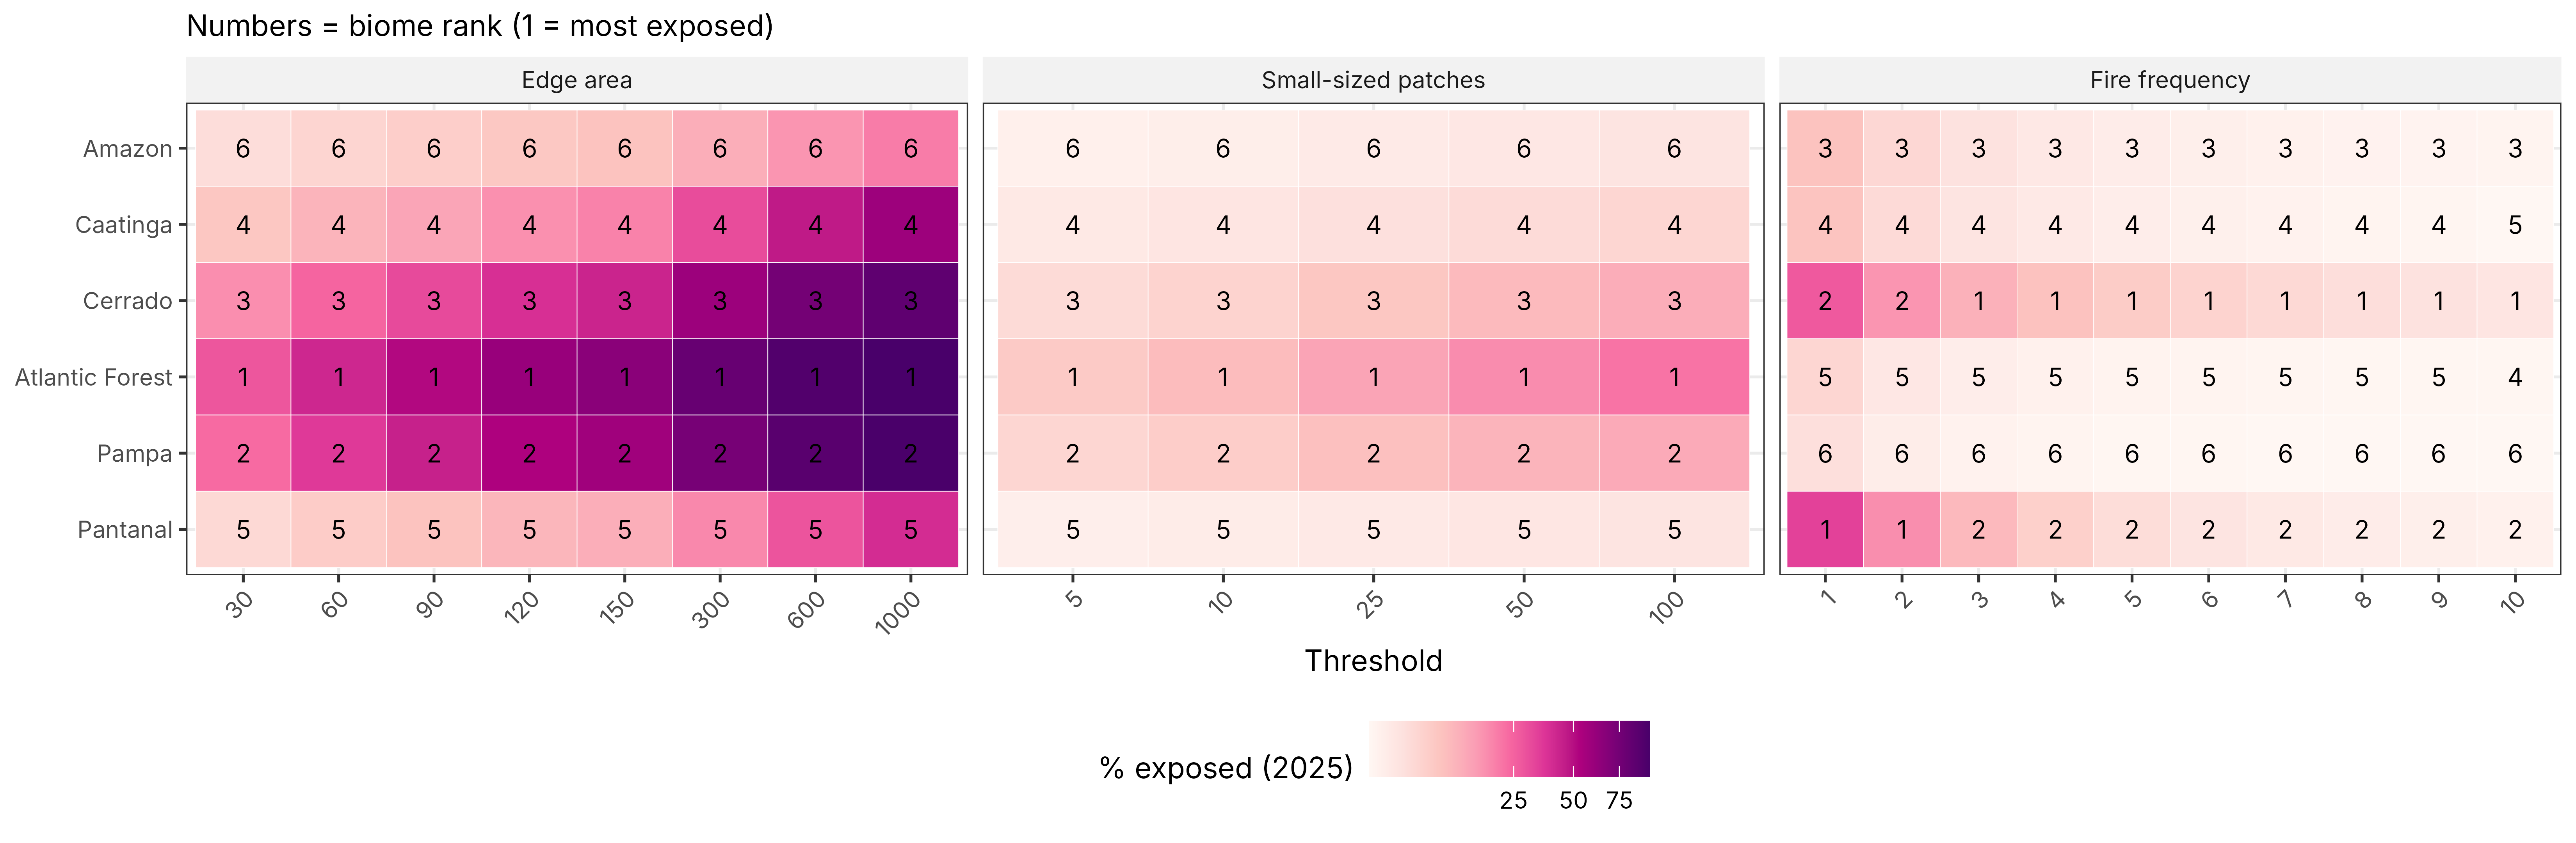 Numbers = biome rank (1 = most exposed)
Edge area Small-sized patches Fire frequency
Amazon 6 6 6 6 6 6 6 6 6 6 6 6 6 3 3 3 3 3 3 3 3 3 3
Caatinga 4 4 4 4 4 4 4 4 4 4 4 4 4 4 4 4 4 4 4 4 4 4 5
Cerrado 3 3 3 3 3 3 3 3 3 3 3 3 3 2 2 1 1 1 1 1 1 1 1
Atlantic Forest 1 1 1 1 1 1 1 1 1 1 1 1 1 5 5 5 5 5 5 5 5 5 4
Pampa 2 2 2 2 2 2 2 2 2 2 2 2 2 6 6 6 6 6 6 6 6 6 6
Pantanal 5 5 5 5 5 5 5 5 5 5 5 5 5 1 1 2 2 2 2 2 2 2 2
30 60 90 120 150 300 600 1000 5 10 25 50 100 1 2 3 4 5 6 7 8 9 10
Threshold
% exposed (2025)
25 50 75